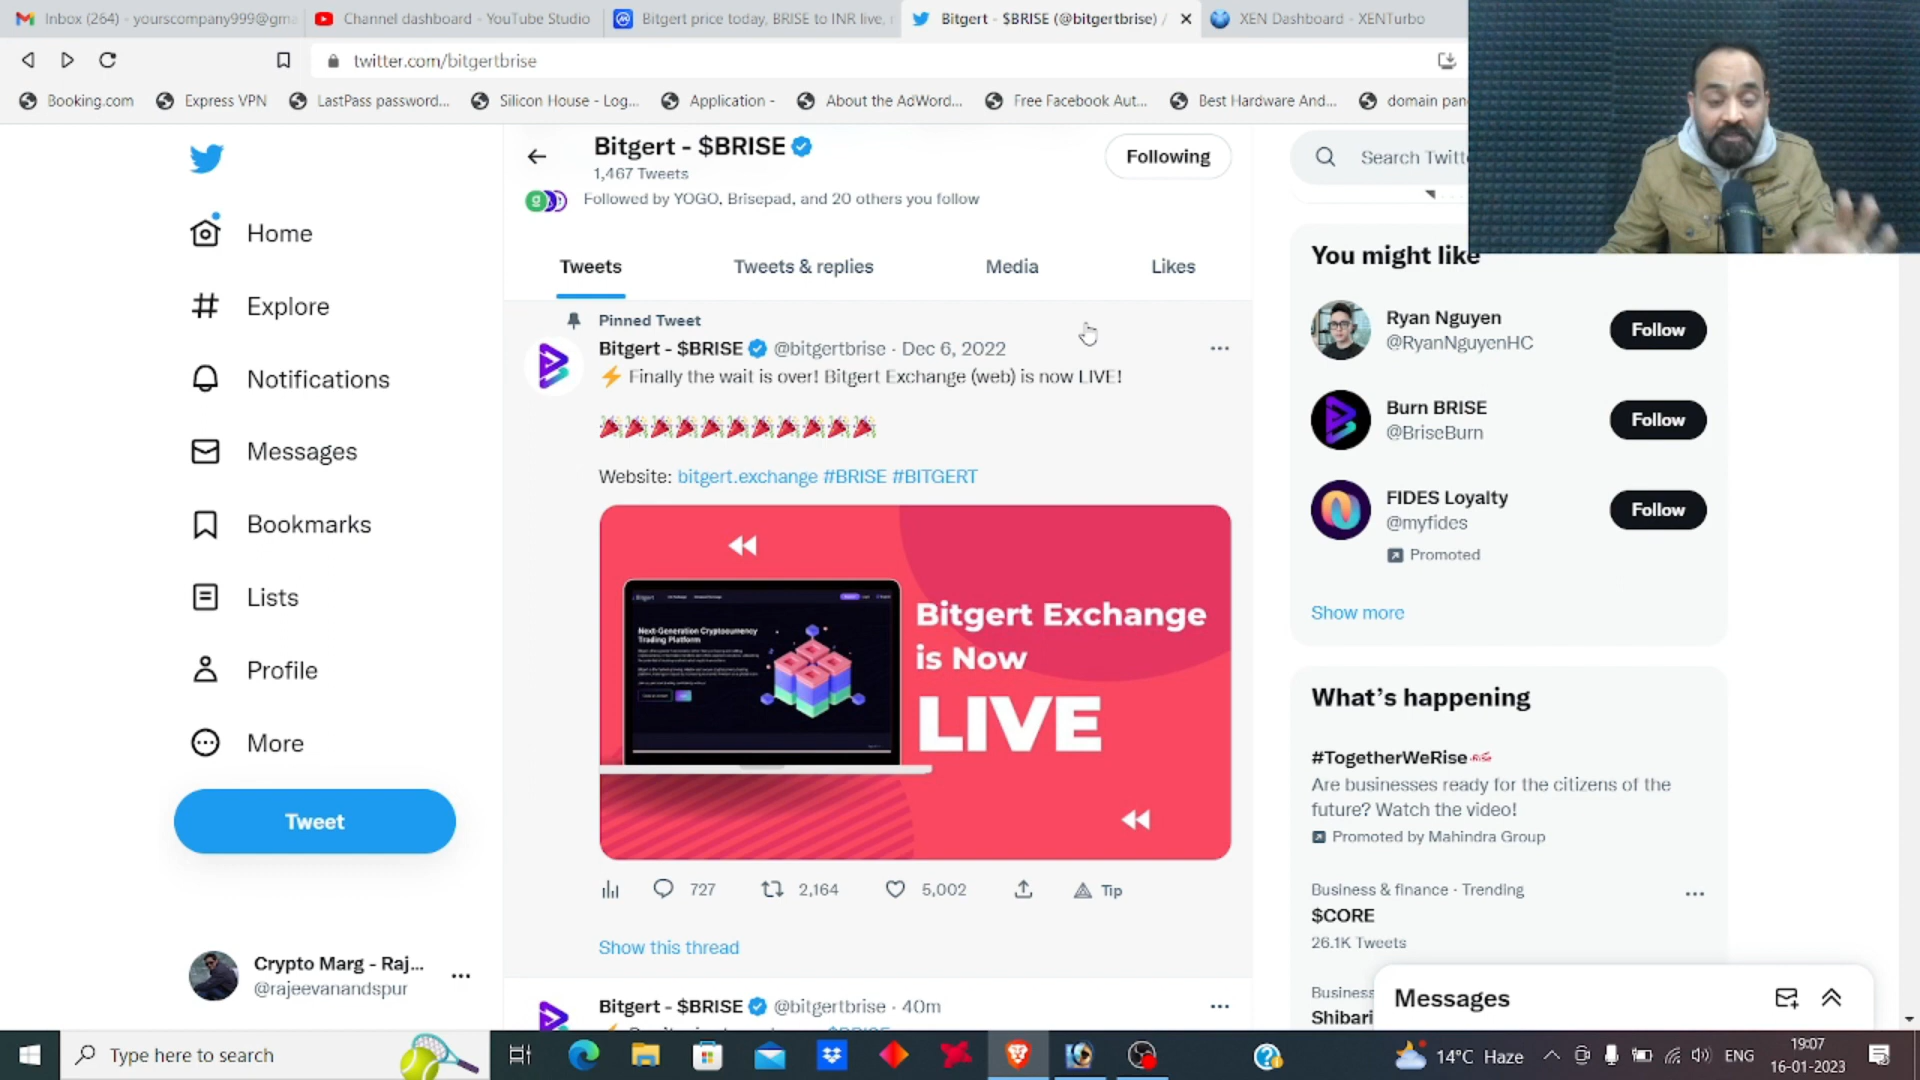 Inbox (264) - yourscompany999@gma
Channel dashboard - YouTube Studio
Bitgert price today, BRISE to INR live,
Bitgert - $BRISE (@bitgertbrise) /
XEN Dashboard - XENTurbo
twitter.com/bitgertbrise
Booking.com
Express VPN
LastPass password...
Silicon House - Log...
Application -
About the AdWord...
Free Facebook Aut...
Best Hardware And...
domain pan
Home
Explore
Notifications
Messages
Bookmarks
Lists
Profile
More
Tweet
Crypto Marg - Raj...
@rajeevanandspur
Bitgert - $BRISE
1,467 Tweets
Following
Followed by YOGO, Brisepad, and 20 others you follow
Tweets
Tweets & replies
Media
Likes
Pinned Tweet
Bitgert - $BRISE @bitgertbrise · Dec 6, 2022
⚡ Finally the wait is over! Bitgert Exchange (web) is now LIVE!
🎉🎉🎉🎉🎉🎉🎉🎉🎉🎉🎉
Website: bitgert.exchange #BRISE #BITGERT
Next-Generation Cryptocurrency
Trading Platform
Bitgert Exchange
is Now
LIVE
727
2,164
5,002
Tip
Show this thread
Bitgert - $BRISE @bitgertbrise · 40m
Search Twitt
You might like
Ryan Nguyen
@RyanNguyenHC
Follow
Burn BRISE
@BriseBurn
Follow
FIDES Loyalty
@myfides
Follow
Promoted
Show more
What's happening
#TogetherWeRise
Are businesses ready for the citizens of the
future? Watch the video!
Promoted by Mahindra Group
Business & finance · Trending
$CORE
26.1K Tweets
Business
Shibari
Messages
Type here to search
14°C Haze
ENG
19:07
16-01-2023